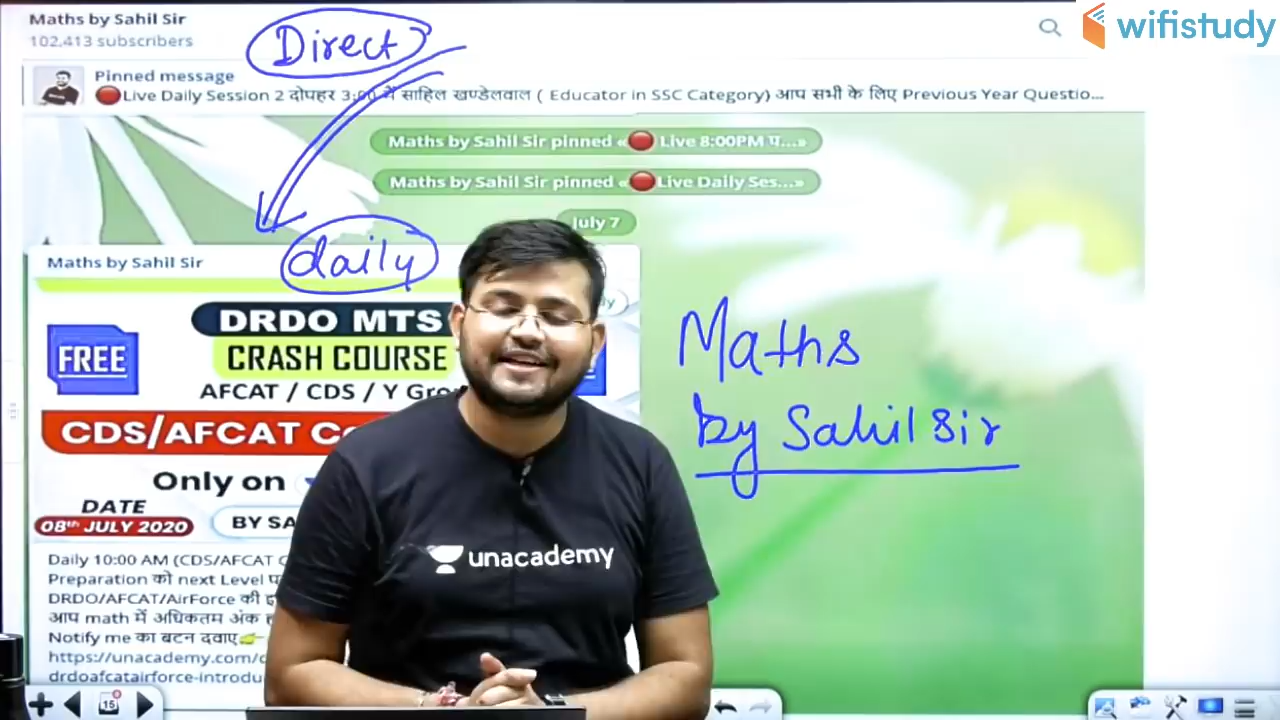 Maths by Sahil Sir
102,413 subscribers
Direct
wifistudy
Pinned message
🔴Live Daily Session 2 दोपहर 3:00 में साहिल खण्डेलवाल ( Educator in SSC Category) आप सभी के लिए Previous Year Questio...
Maths by Sahil Sir pinned «🔴 Live 8:00PM प...»
Maths by Sahil Sir pinned «🔴Live Daily Ses...»
July 7
Maths by Sahil Sir
daily
DRDO MTS
FREE
CRASH COURSE
AFCAT / CDS / Y
CDS/AFCAT
Only on
DATE
08th JULY 2020
BY
Maths
by Sahil Sir
Daily 10:00 AM (CDS/AFCAT
Preparation को next Level
DRDO/AFCAT/AirForce की
आप math में अधिकतम अंक
Notify me का बटन दवाए👉
https://unacademy.com/
drdoafcatairforce-introdu
unacademy
15